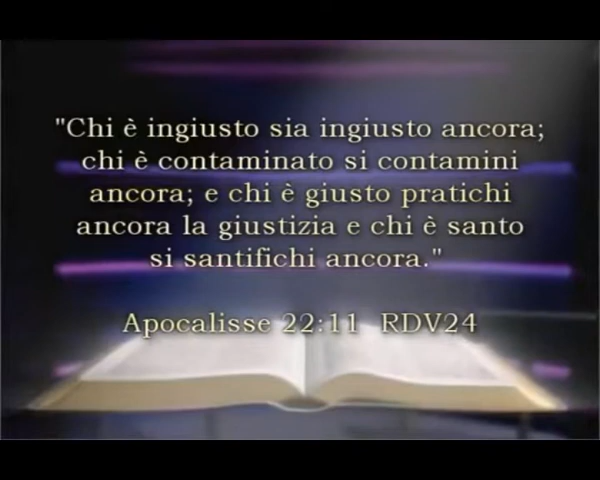 "Chi è ingiusto sia ingiusto ancora;
chi è contaminato si contamini
ancora; e chi è giusto pratichi
ancora la giustizia e chi è santo
si santifichi ancora."
Apocalisse 22:11 RDV24